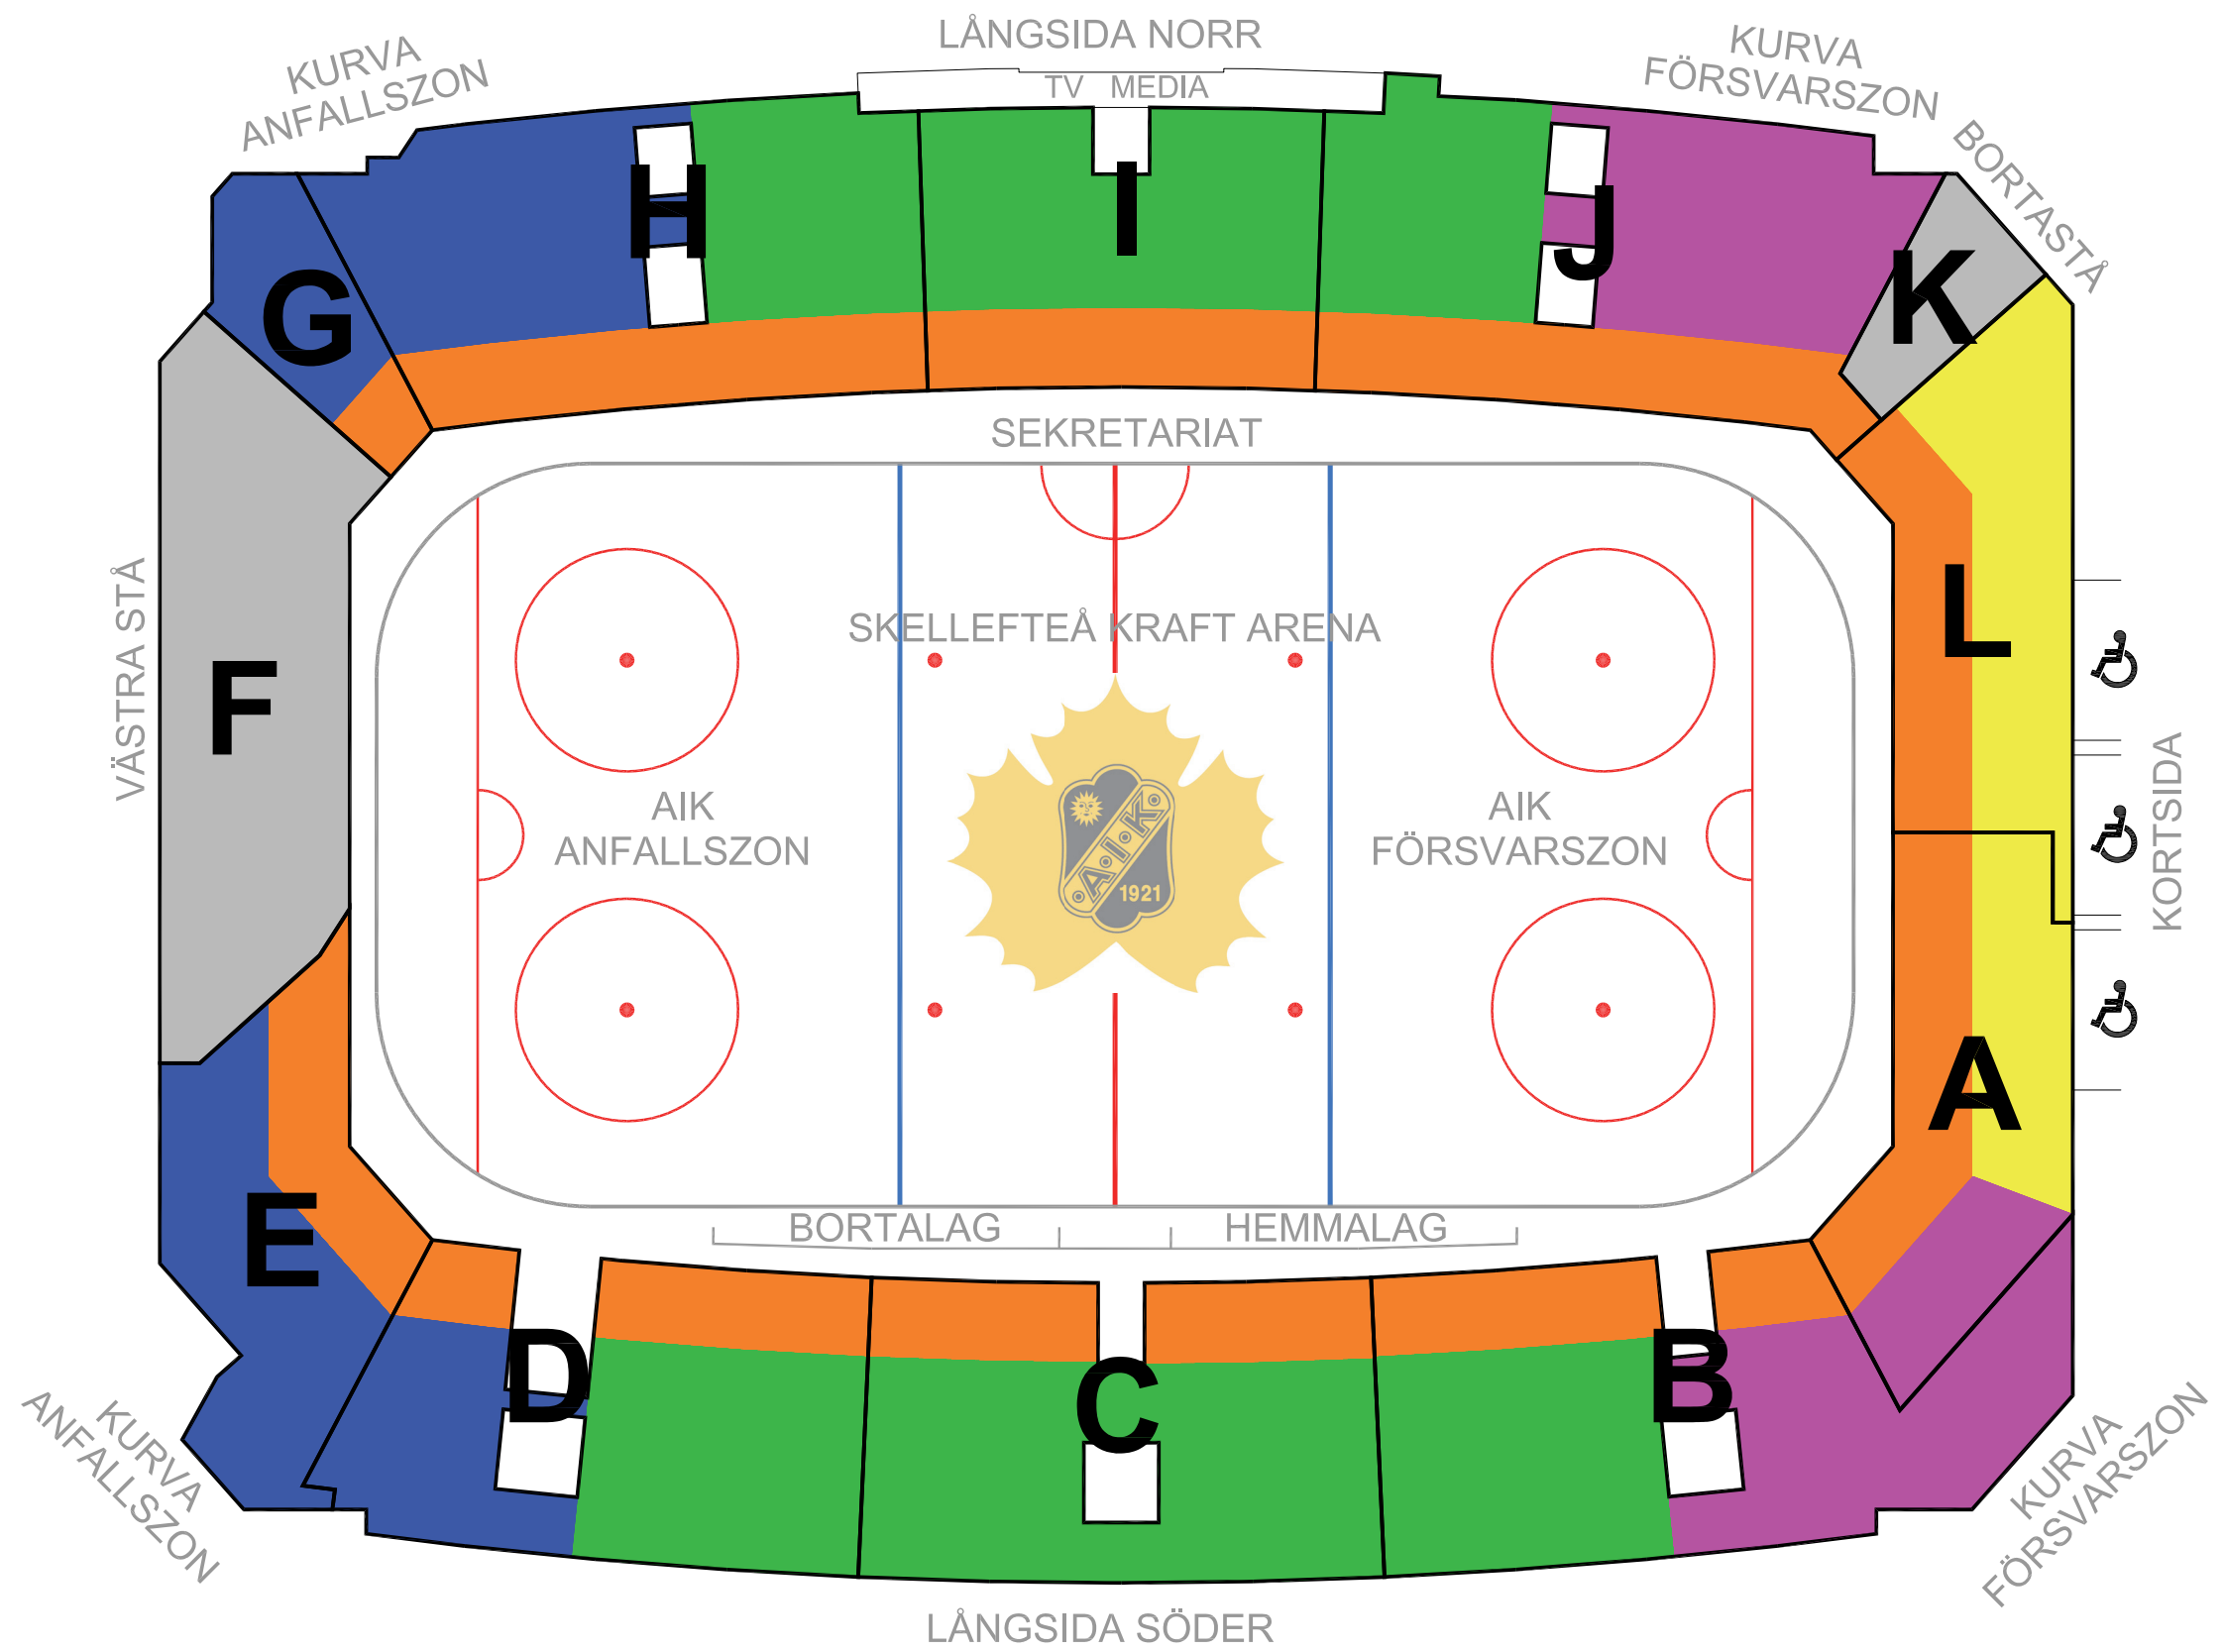 LÅNGSIDA NORR
KURVA
ANFALLSZON
TV MEDIA
KURVA
FÖRSVARSZON
BORTASTÅ
H
I
J
G
K
SEKRETARIAT
L
SKELLEFTEÅ KRAFT ARENA
VÄSTRA STÅ
F
AIK
ANFALLSZON
A.I.K.
1921
AIK
FÖRSVARSZON
KORTSIDA
A
E
BORTALAG
HEMMALAG
D
C
B
KURVA
ANFALLSZON
KURVA
FÖRSVARSZON
LÅNGSIDA SÖDER